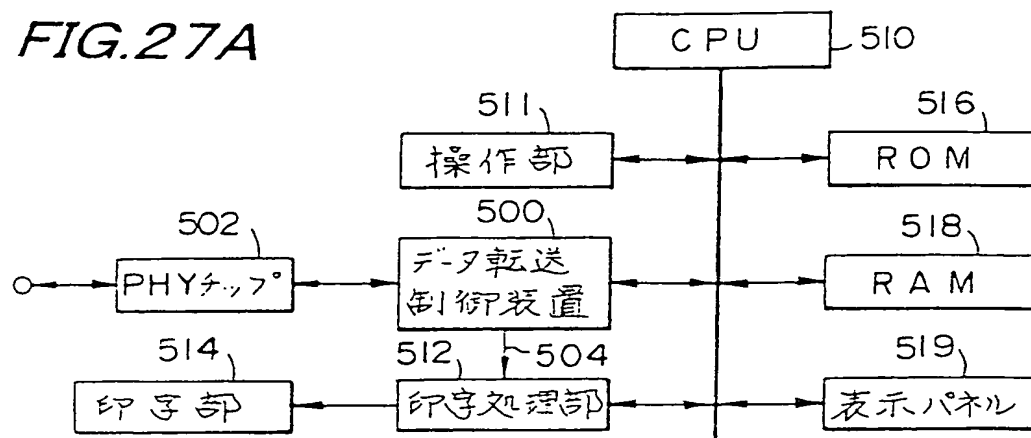 FIG.27A
CPU
510
511
操作部
516
ROM
502
PHYチップ
500
データ転送
制御装置
518
RAM
504
514
印字部
512
印字処理部
519
表示パネル